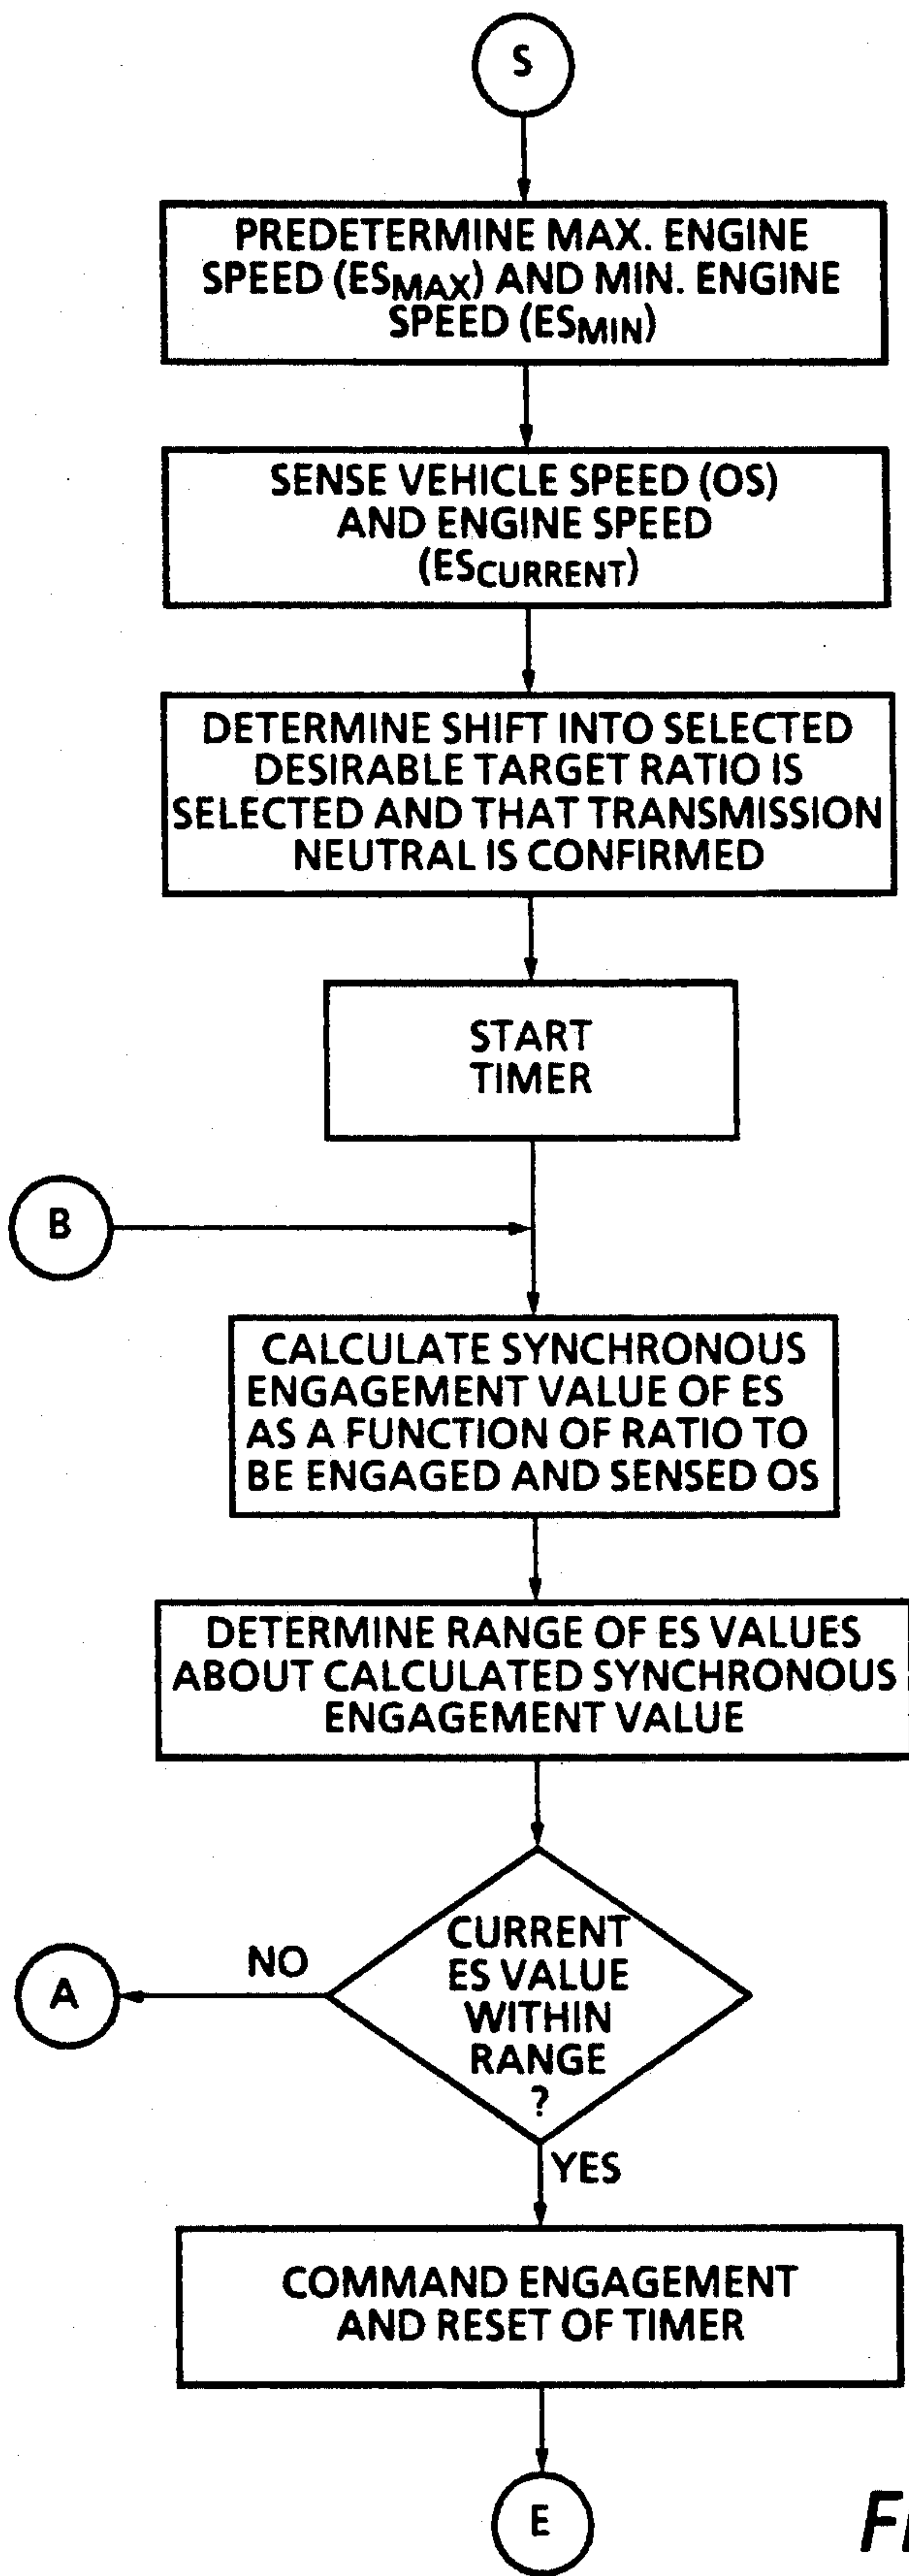 S
PREDETERMINE MAX. ENGINE
SPEED (ESMAX) AND MIN. ENGINE
SPEED (ESMIN)
SENSE VEHICLE SPEED (OS)
AND ENGINE SPEED
(ESCURRENT)
DETERMINE SHIFT INTO SELECTED
DESIRABLE TARGET RATIO IS
SELECTED AND THAT TRANSMISSION
NEUTRAL IS CONFIRMED
START
TIMER
B
CALCULATE SYNCHRONOUS
ENGAGEMENT VALUE OF ES
AS A FUNCTION OF RATIO TO
BE ENGAGED AND SENSED OS
DETERMINE RANGE OF ES VALUES
ABOUT CALCULATED SYNCHRONOUS
ENGAGEMENT VALUE
CURRENT
ES VALUE
WITHIN
RANGE
?
NO
A
YES
COMMAND ENGAGEMENT
AND RESET OF TIMER
E